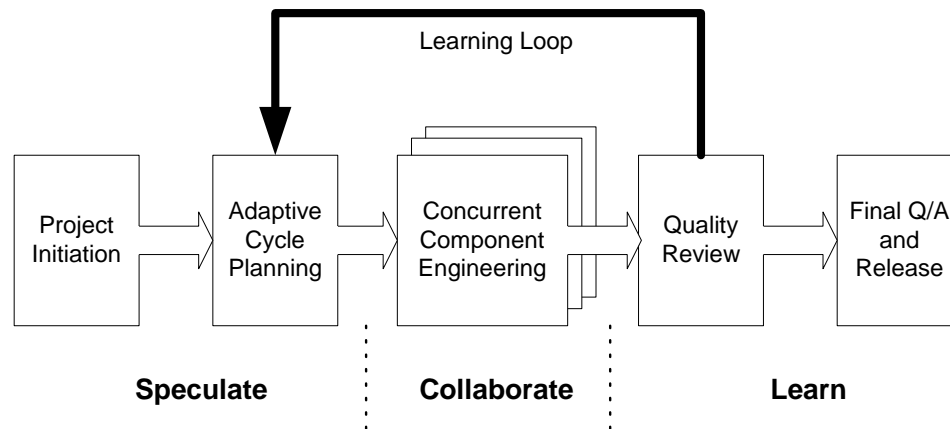 Learning Loop
Project
Initiation
Adaptive
Cycle
Planning
Concurrent
Component
Engineering
Quality
Review
Final Q/A
and
Release
Speculate
Collaborate
Learn